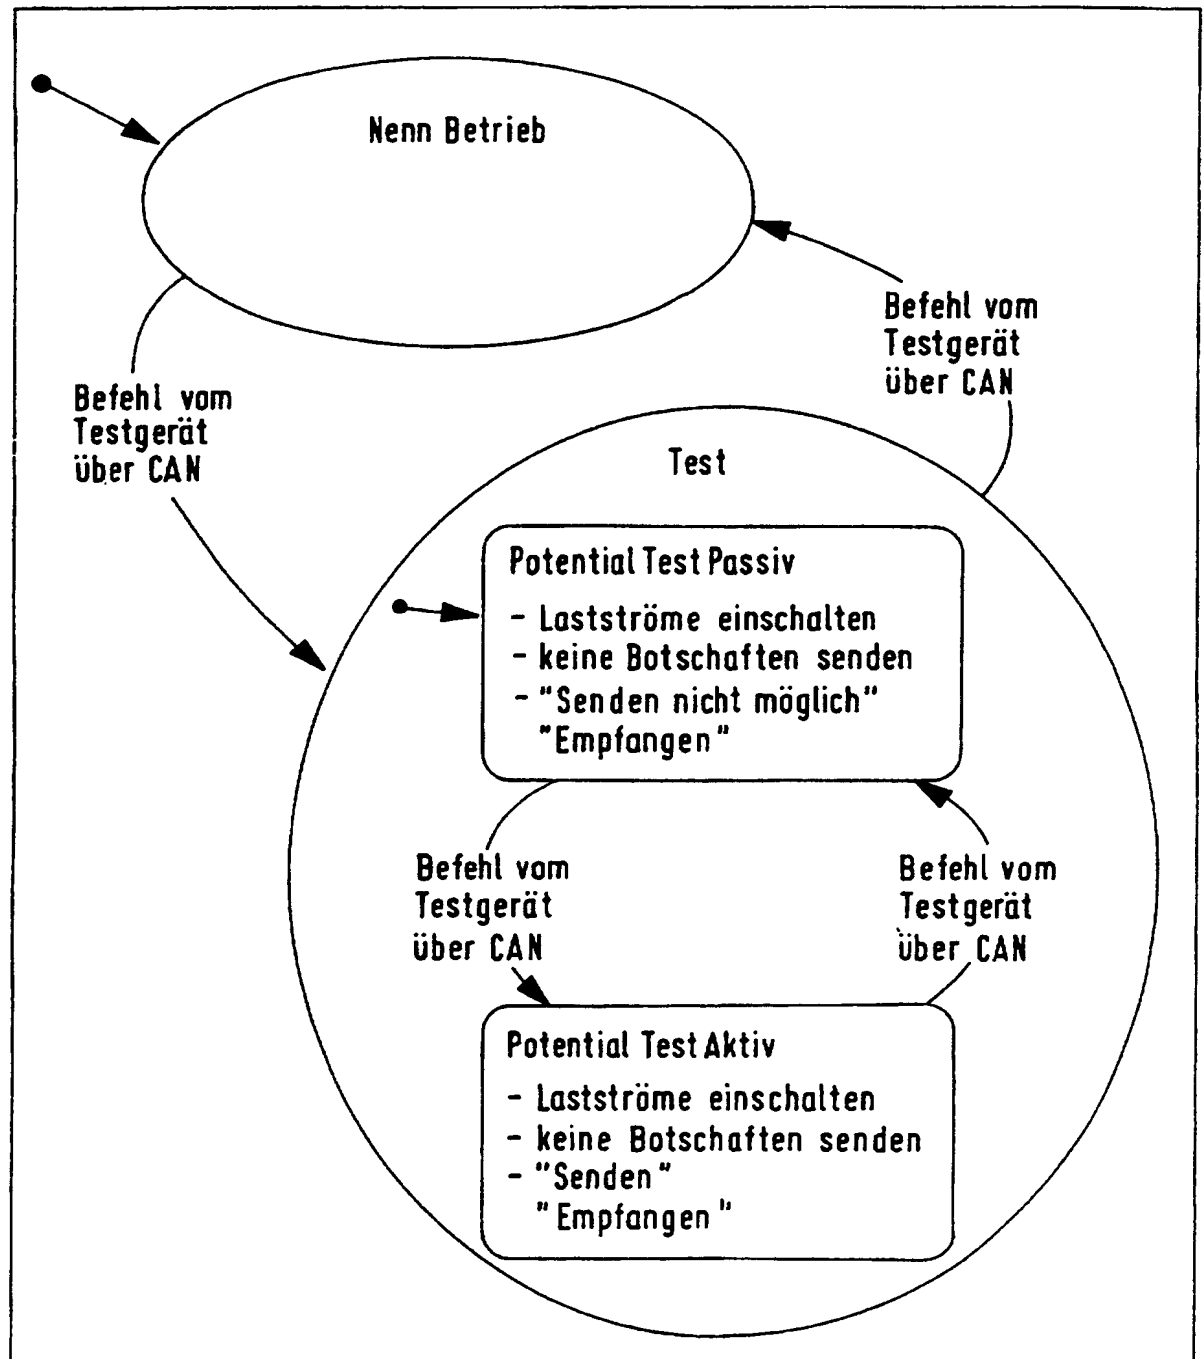 Nenn Betrieb
Befehl vom
Testgerät
über CAN
Befehl vom
Testgerät
über CAN
Test
Potential Test Passiv
- Lastströme einschalten
- keine Botschaften senden
- "Senden nicht möglich"
"Empfangen"
Befehl vom
Testgerät
über CAN
Befehl vom
Testgerät
über CAN
Potential Test Aktiv
- Lastströme einschalten
- keine Botschaften senden
- "Senden"
"Empfangen"